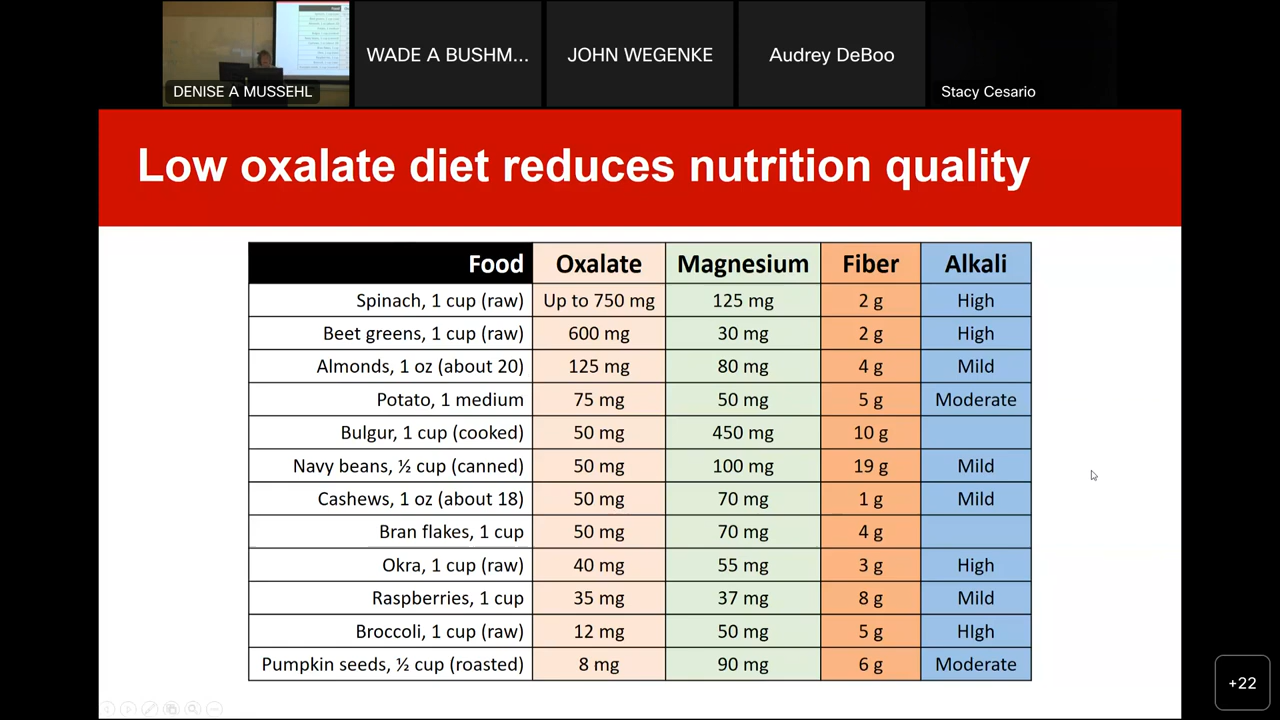 DENISE A MUSSEHL
WADE A BUSHM...
JOHN WEGENKE
Audrey DeBoo
Stacy Cesario
Low oxalate diet reduces nutrition quality
Food Oxalate Magnesium Fiber Alkali
Spinach, 1 cup (raw) Up to 750 mg 125 mg 2 g High
Beet greens, 1 cup (raw) 600 mg 30 mg 2 g High
Almonds, 1 oz (about 20) 125 mg 80 mg 4 g Mild
Potato, 1 medium 75 mg 50 mg 5 g Moderate
Bulgur, 1 cup (cooked) 50 mg 450 mg 10 g
Navy beans, ½ cup (canned) 50 mg 100 mg 19 g Mild
Cashews, 1 oz (about 18) 50 mg 70 mg 1 g Mild
Bran flakes, 1 cup 50 mg 70 mg 4 g
Okra, 1 cup (raw) 40 mg 55 mg 3 g High
Raspberries, 1 cup 35 mg 37 mg 8 g Mild
Broccoli, 1 cup (raw) 12 mg 50 mg 5 g HIgh
Pumpkin seeds, ½ cup (roasted) 8 mg 90 mg 6 g Moderate
+22